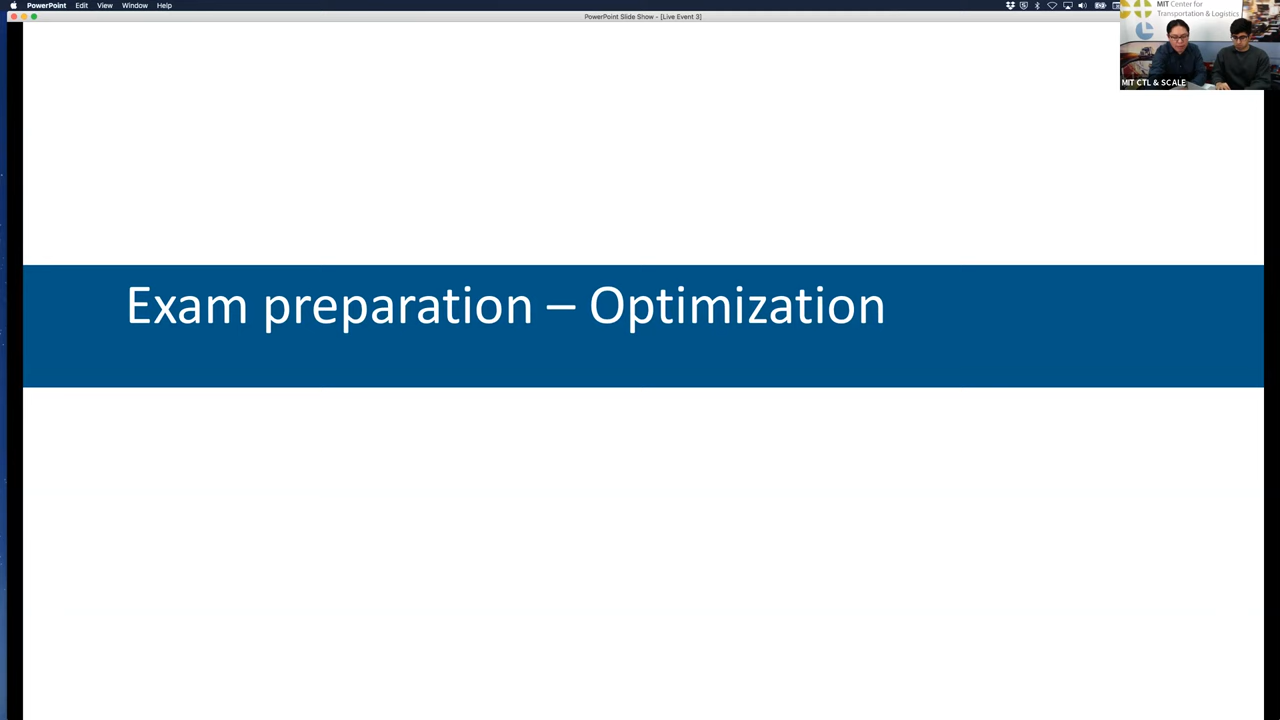 PowerPoint Edit View Window Help
PowerPoint Slide Show - [Live Event 3]
MIT Center for
Transportation & Logistics
MIT CTL & SCALE
Exam preparation – Optimization